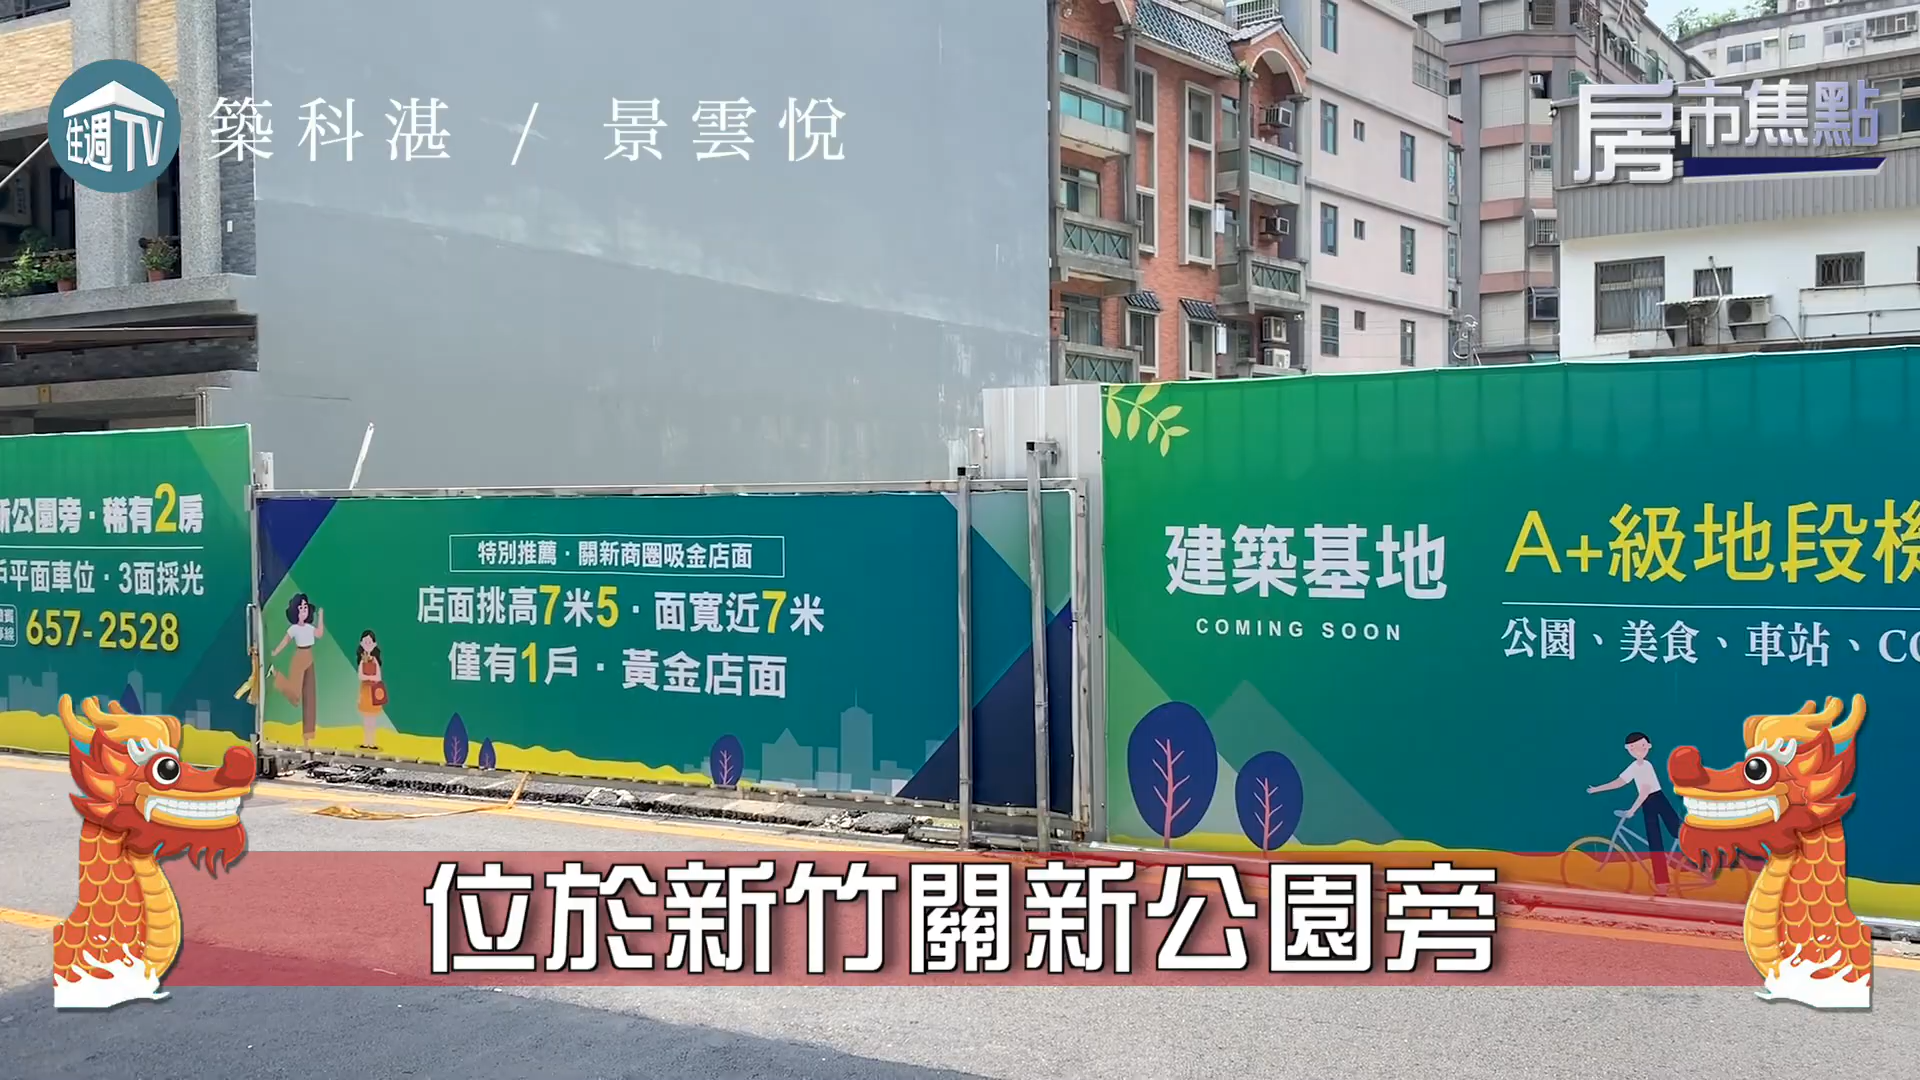 住週TV
築科湛 / 景雲悅
房市焦點
新公園旁·稀有2房
戶平面車位·3面採光
657-2528
特別推薦·關新商圈吸金店面
店面挑高7米5·面寬近7米
僅有1戶·黃金店面
建築基地
COMING SOON
A+級地段機
公園、美食、車站、CO
位於新竹關新公園旁